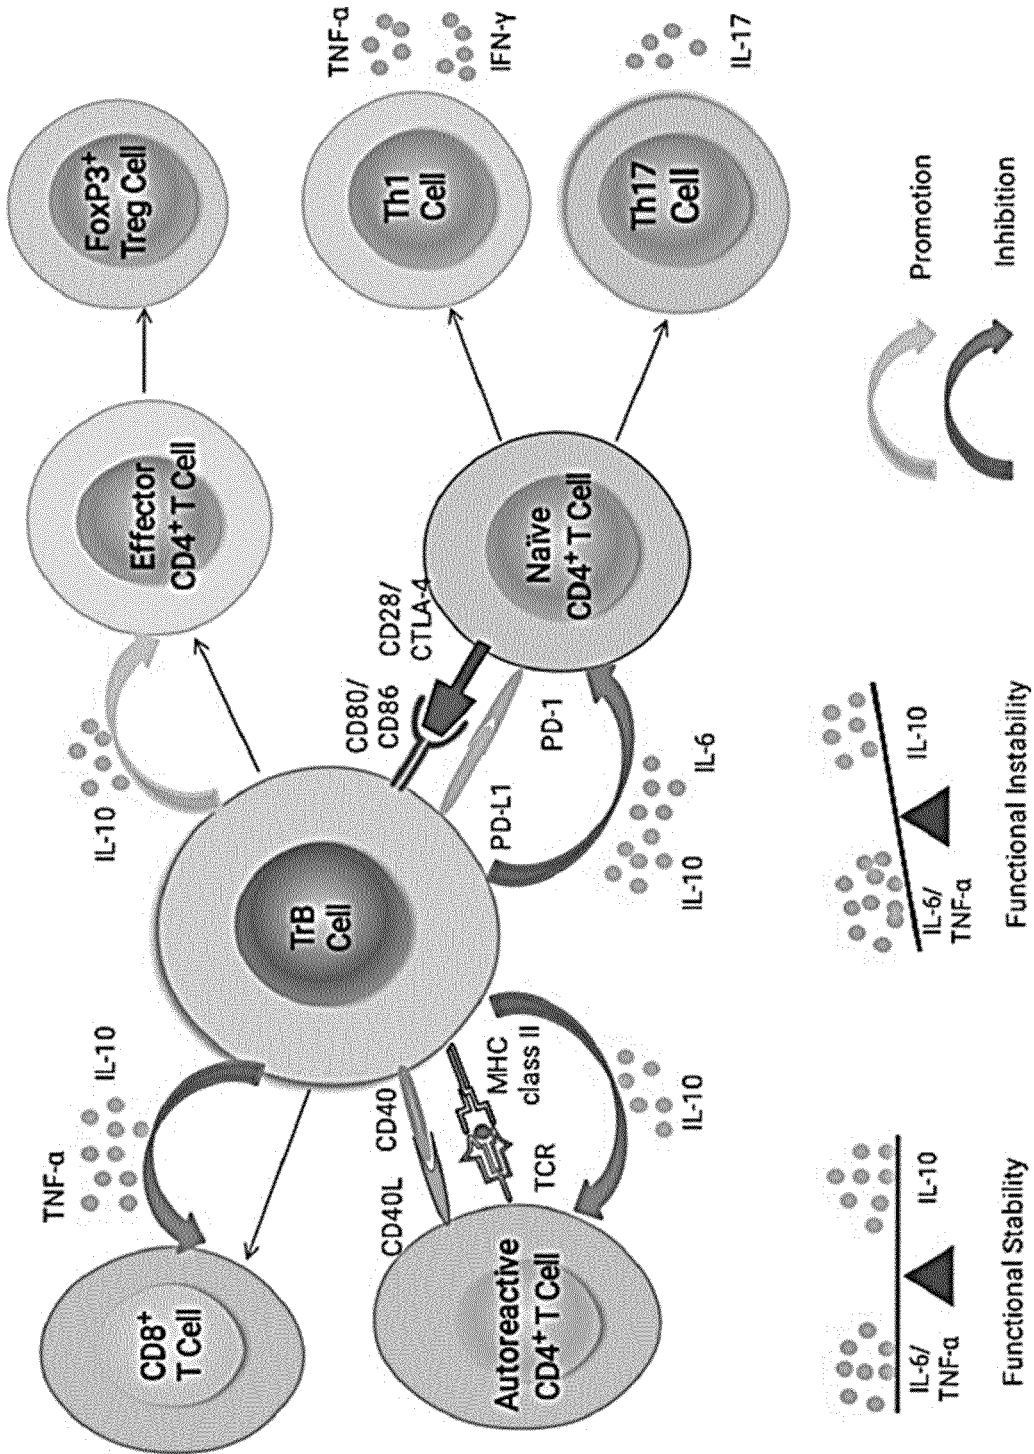 CD8⁺
T Cell
TNF-α
IL-10
TrB
Cell
IL-10
Effector
CD4⁺ T Cell
FoxP3⁺
Treg Cell
Autoreactive
CD4⁺ T Cell
CD40L
CD40
TCR
MHC
class II
IL-10
CD80/
CD86
CD28/
CTLA-4
PD-L1
PD-1
IL-10
IL-6
Naïve
CD4⁺ T Cell
Th1
Cell
TNF-α
IFN-γ
Th17
Cell
IL-17
IL-6/
TNF-α
IL-10
Functional Stability
IL-6/
TNF-α
IL-10
Functional Instability
Promotion
Inhibition